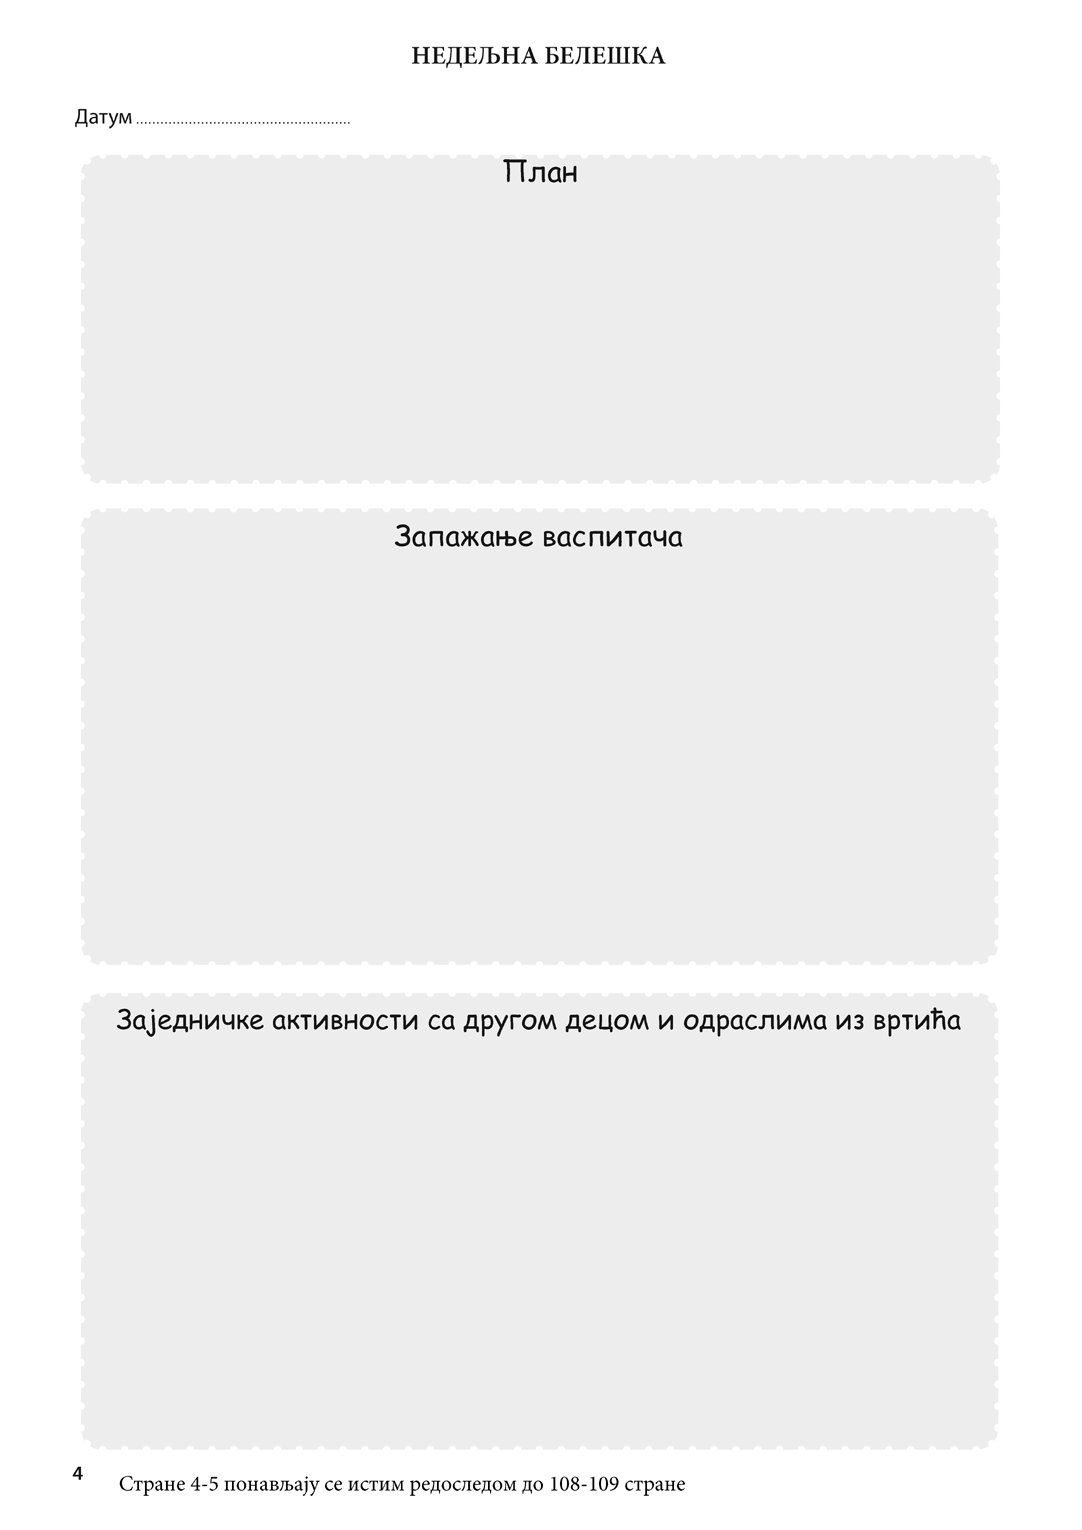 НЕДЕЉНА БЕЛЕШКА
Датум .....................................................
План
Запажање васпитача
Заједничке активности са другом децом и одраслима из вртића
4
Стране 4-5 понављају се истим редоследом до 108-109 стране